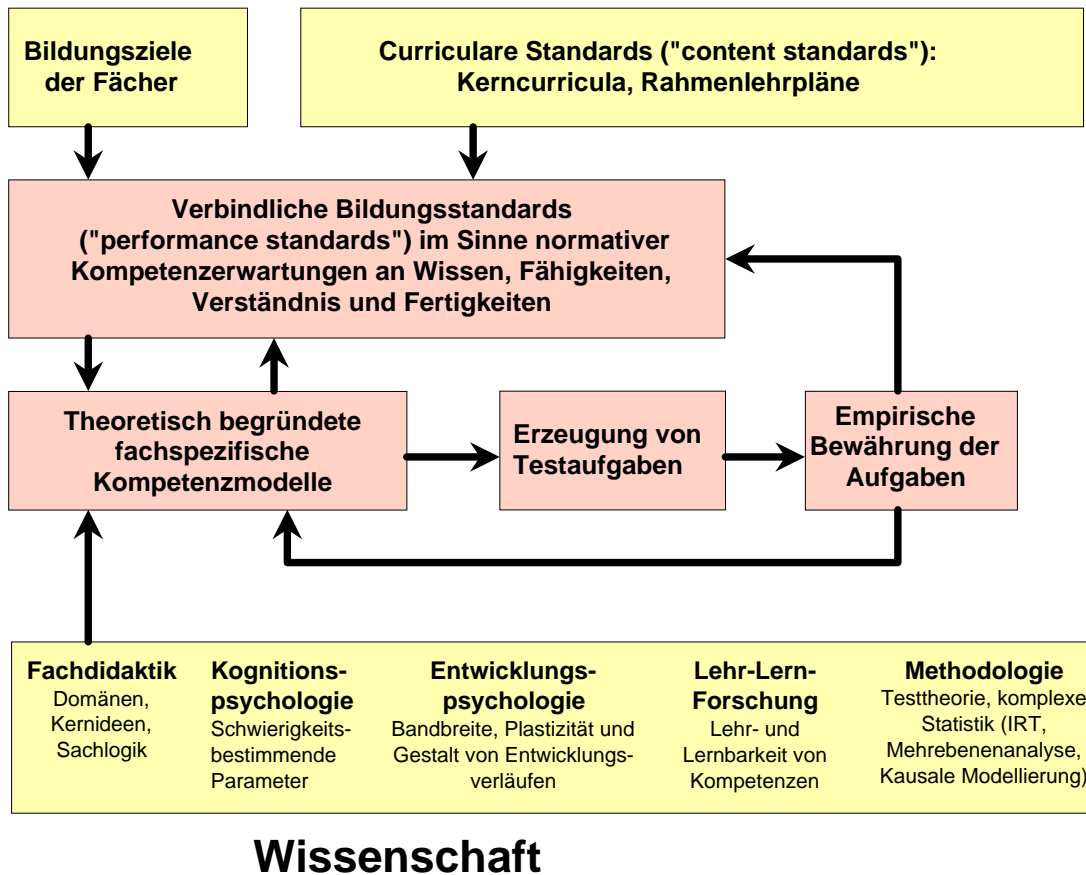 Bildungsziele
der Fächer
Curriculare Standards ("content standards"):
Kerncurricula, Rahmenlehrpläne
Verbindliche Bildungsstandards
("performance standards") im Sinne normativer
Kompetenzerwartungen an Wissen, Fähigkeiten,
Verständnis und Fertigkeiten
Theoretisch begründete
fachspezifische
Kompetenzmodelle
Erzeugung von
Testaufgaben
Empirische
Bewährung der
Aufgaben
Fachdidaktik
Domänen,
Kernideen,
Sachlogik
Kognitions-
psychologie
Schwierigkeits-
bestimmende
Parameter
Entwicklungs-
psychologie
Bandbreite, Plastizität und
Gestalt von Entwicklungs-
verläufen
Lehr-Lern-
Forschung
Lehr- und
Lernbarkeit von
Kompetenzen
Methodologie
Testtheorie, komplexe
Statistik (IRT,
Mehrebenenanalyse,
Kausale Modellierung)
Wissenschaft